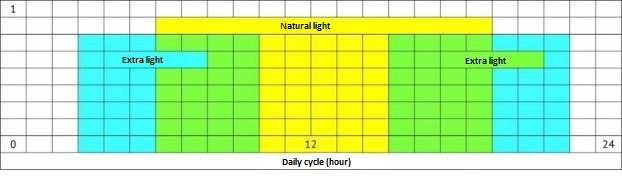 1
Natural light
Extra light
Extra light
0
12
24
Daily cycle (hour)